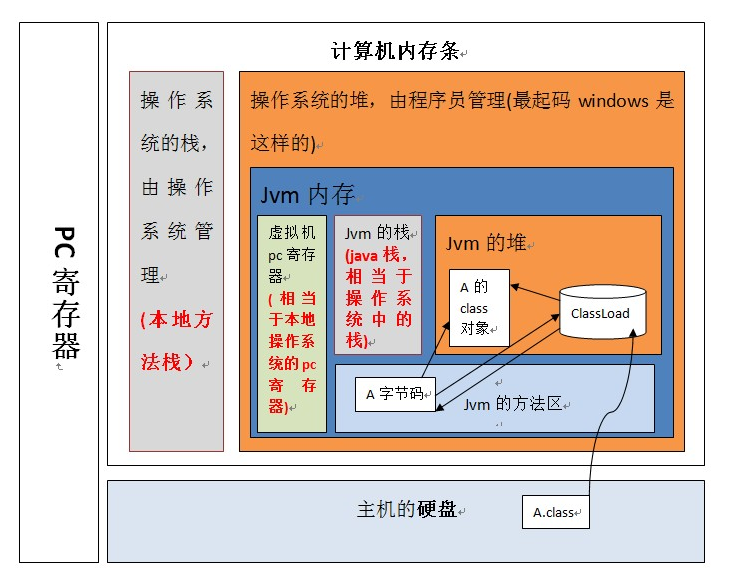 PC 寄存器
计算机内存条
操作系
统的栈,
由操作
系统管
理
(本地方
法栈)
操作系统的堆，由程序员管理(最起码 windows 是
这样的)
Jvm 内存
虚拟机
pc 寄存
器
(相当
于本地
操作系
统的 pc
寄存
器)
Jvm 的栈
(java 栈，
相当于
操作系
统中的
栈)
Jvm 的堆
A 的
class
对象
ClassLoad
A 字节码
Jvm 的方法区
主机的硬盘
A.class